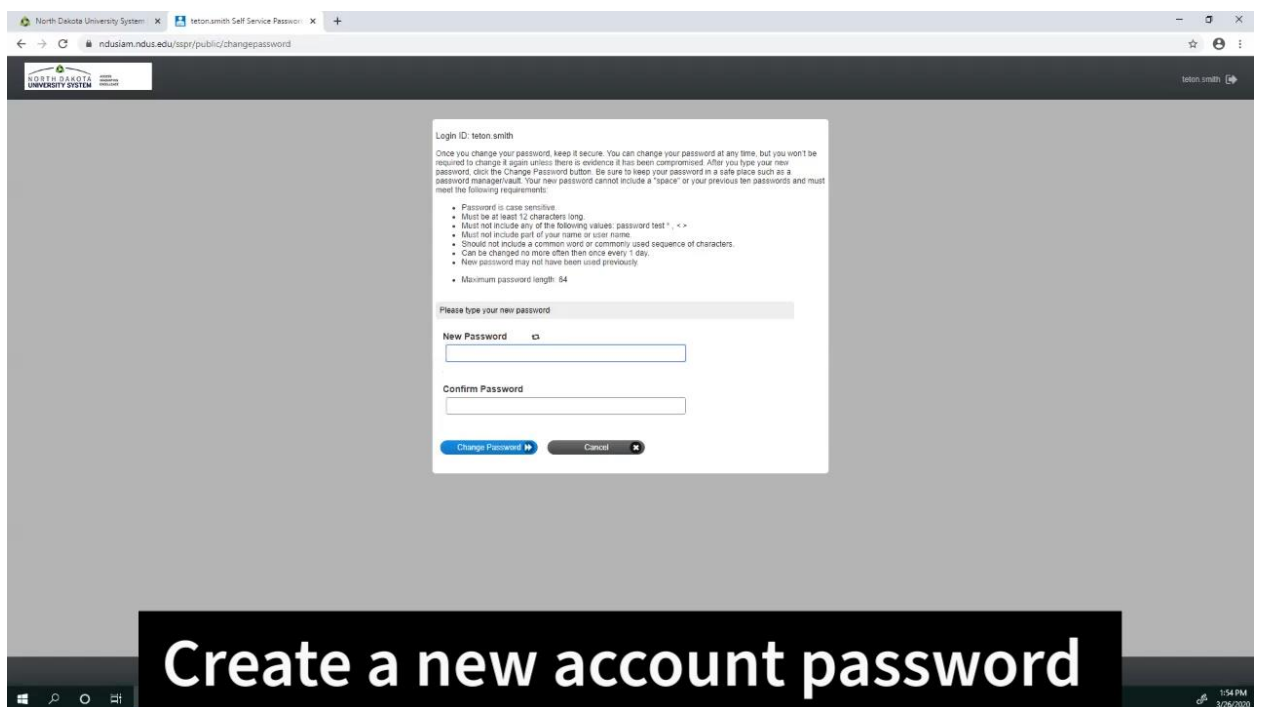 North Dakota University System
teton.smith Self Service Passwor
ndusiam.ndus.edu/sspr/public/changepassword
NORTH DAKOTA
UNIVERSITY SYSTEM
teton.smith
Login ID: teton.smith
Once you change your password, keep it secure. You can change your password at any time, but you won't be
required to change it again unless there is evidence it has been compromised. After you type your new
password, click the Change Password button. Be sure to keep your password in a safe place such as a
password manager/vault. Your new password cannot include a "space" or your previous ten passwords and must
meet the following requirements:
• Password is case sensitive.
• Must be at least 12 characters long.
• Must not include any of the following values: password test " , < >
• Must not include part of your name or user name.
• Should not include a common word or commonly used sequence of characters.
• Can be changed no more often then once every 1 day.
• New password may not have been used previously.
• Maximum password length: 64
Please type your new password
New Password
Confirm Password
Change Password
Cancel
Create a new account password
1:54 PM
3/26/2020